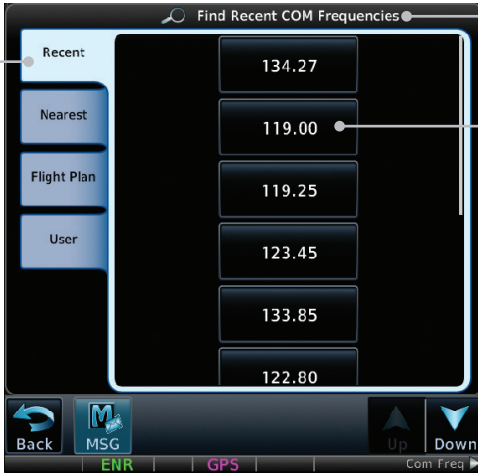 Find Recent COM Frequencies
Recent
Nearest
Flight Plan
User
134.27
119.00
119.25
123.45
133.85
122.80
Back
MSG
Up
Down
ENR
GPS
Com Freq